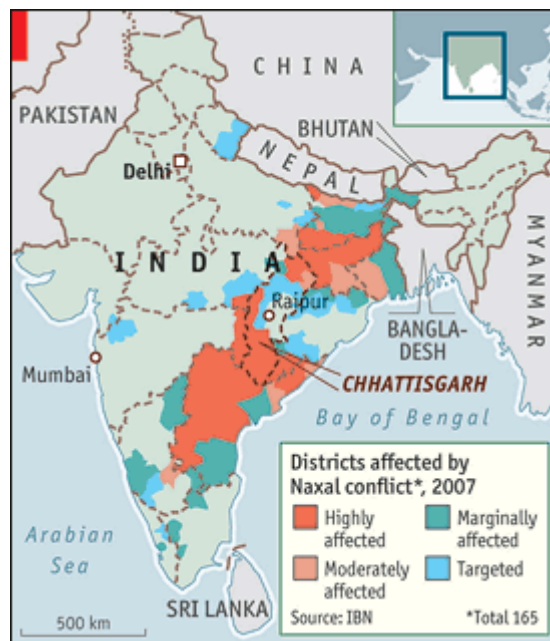 CHINA
PAKISTAN
BHUTAN
NEPAL
Delhi
INDIA
MYANMAR
Raipur
BANGLA-
DESH
Mumbai
CHHATTISGARH
Bay of Bengal
Districts affected by
Naxal conflict*, 2007
Highly
affected
Marginally
affected
Moderately
affected
Targeted
Source: IBN
*Total 165
Arabian
Sea
SRI LANKA
500 km